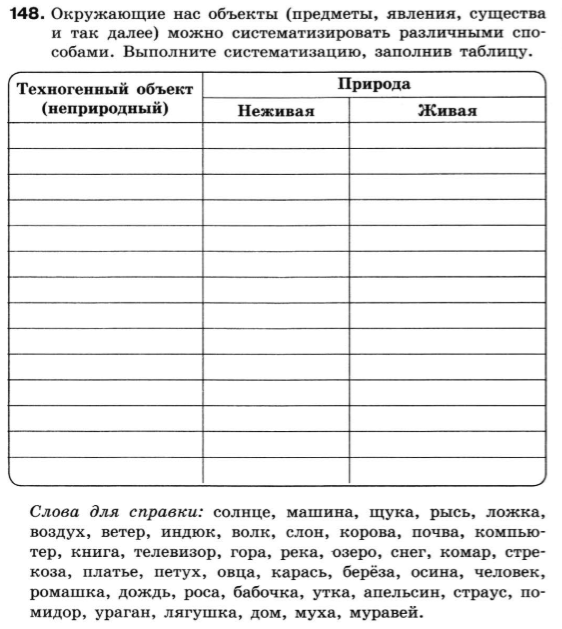 148. Окружающие нас объекты (предметы, явления, существа
и так далее) можно систематизировать различными спо-
собами. Выполните систематизацию, заполнив таблицу.
Техногенный объект
(неприродный)
Природа
Неживая
Живая
Слова для справки: солнце, машина, щука, рысь, ложка,
воздух, ветер, индюк, волк, слон, корова, почва, компью-
тер, книга, телевизор, гора, река, озеро, снег, комар, стре-
коза, платье, петух, овца, карась, берёза, осина, человек,
ромашка, дождь, роса, бабочка, утка, апельсин, страус, по-
мидор, ураган, лягушка, дом, муха, муравей.